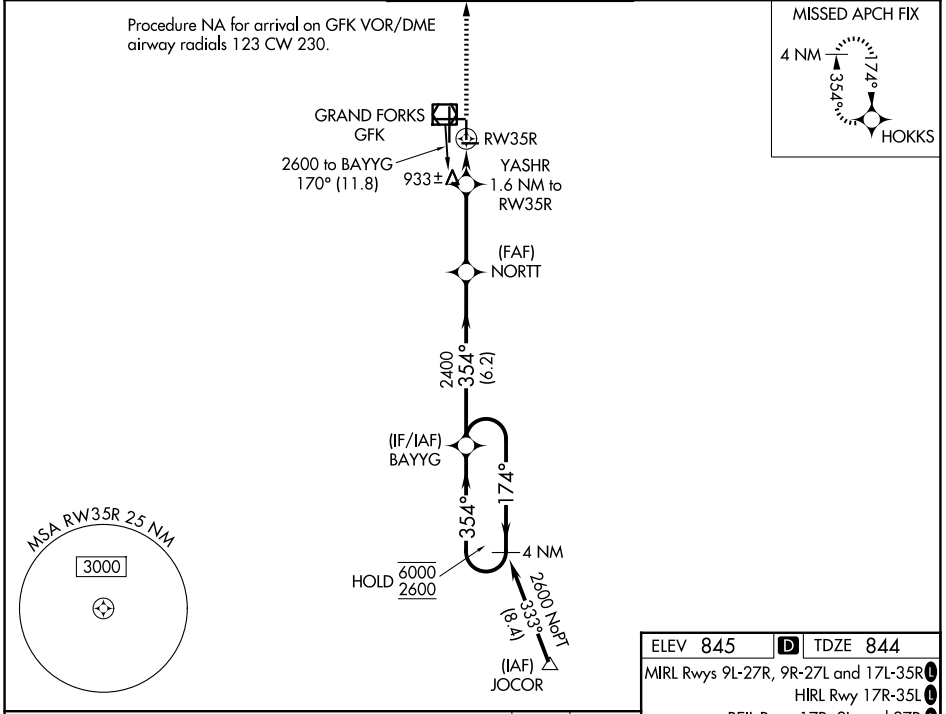 Procedure NA for arrival on GFK VOR/DME
airway radials 123 CW 230.
MISSED APCH FIX
4 NM
354°
174°
HOKKS
GRAND FORKS
GFK
RW35R
2600 to BAYYG
170° (11.8)
933±
YASHR
1.6 NM to
RW35R
(FAF)
NORTT
2400
354°
(6.2)
(IF/IAF)
BAYYG
354°
174°
4 NM
HOLD 6000
2600
MSA RW35R 25 NM
3000
2600 NoPT
333°
(8.4)
(IAF)
JOCOR
ELEV 845 D TDZE 844
MIRL Rwys 9L-27R, 9R-27L and 17L-35R L
HIRL Rwy 17R-35L L